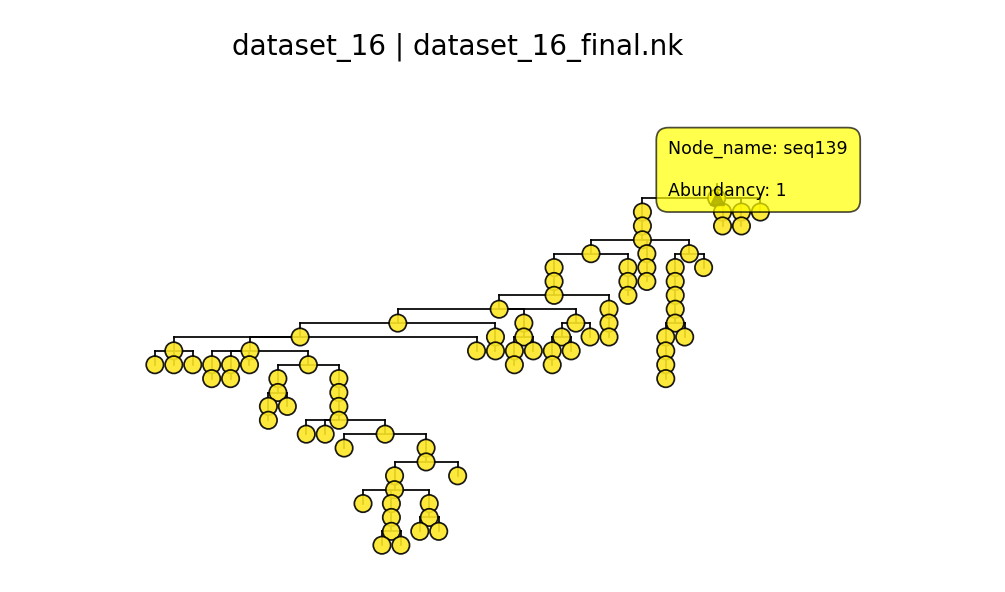 dataset_16 | dataset_16_final.nk
Node_name: seq139
Abundancy: 1